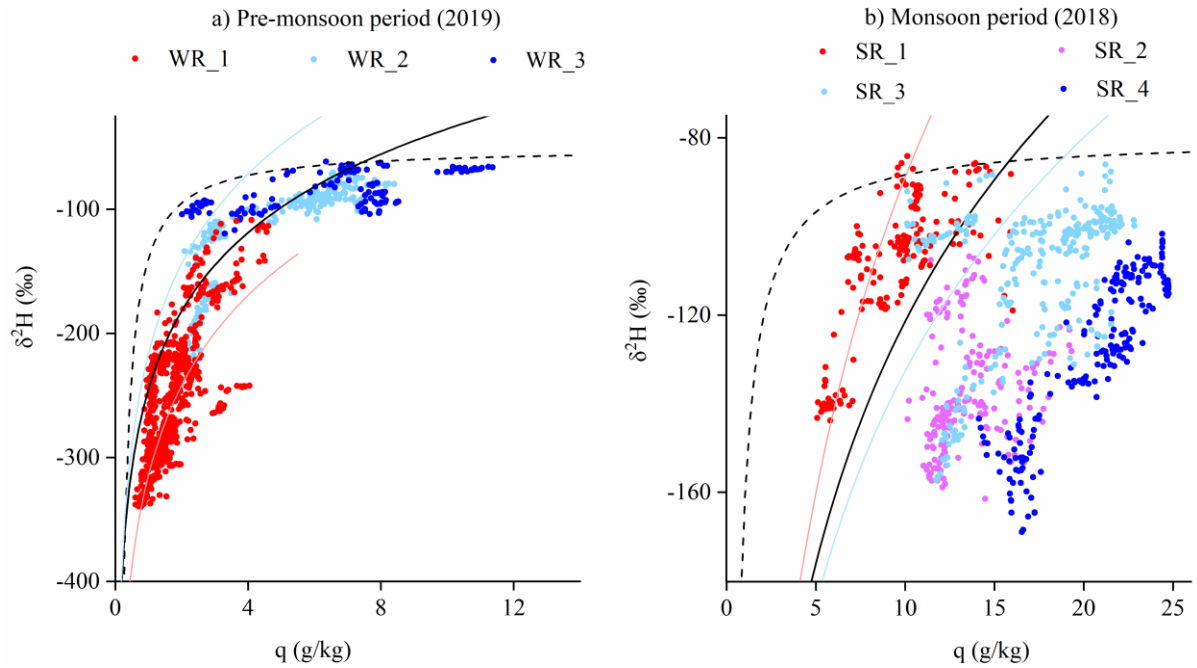 a) Pre-monsoon period (2019)
WR_1 WR_2 WR_3
-100
-200
-300
-400
0 4 8 12
δ²H (‰)
q (g/kg)
b) Monsoon period (2018)
SR_1 SR_2
SR_3 SR_4
-80
-120
-160
0 5 10 15 20 25
δ²H (‰)
q (g/kg)